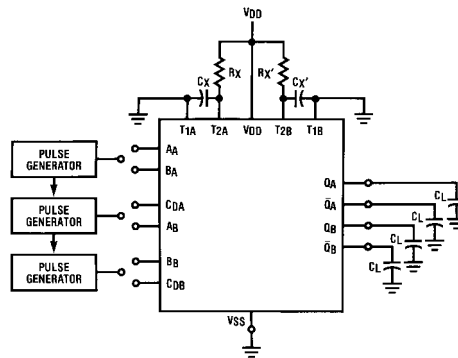 VDD
CX
RX
RX′
CX′
T1A T2A VDD T2B T1B
PULSE
GENERATOR
PULSE
GENERATOR
PULSE
GENERATOR
AA
BA
CDA
AB
BB
CDB
QA
Q̄A
QB
Q̄B
CL
CL
CL
CL
VSS